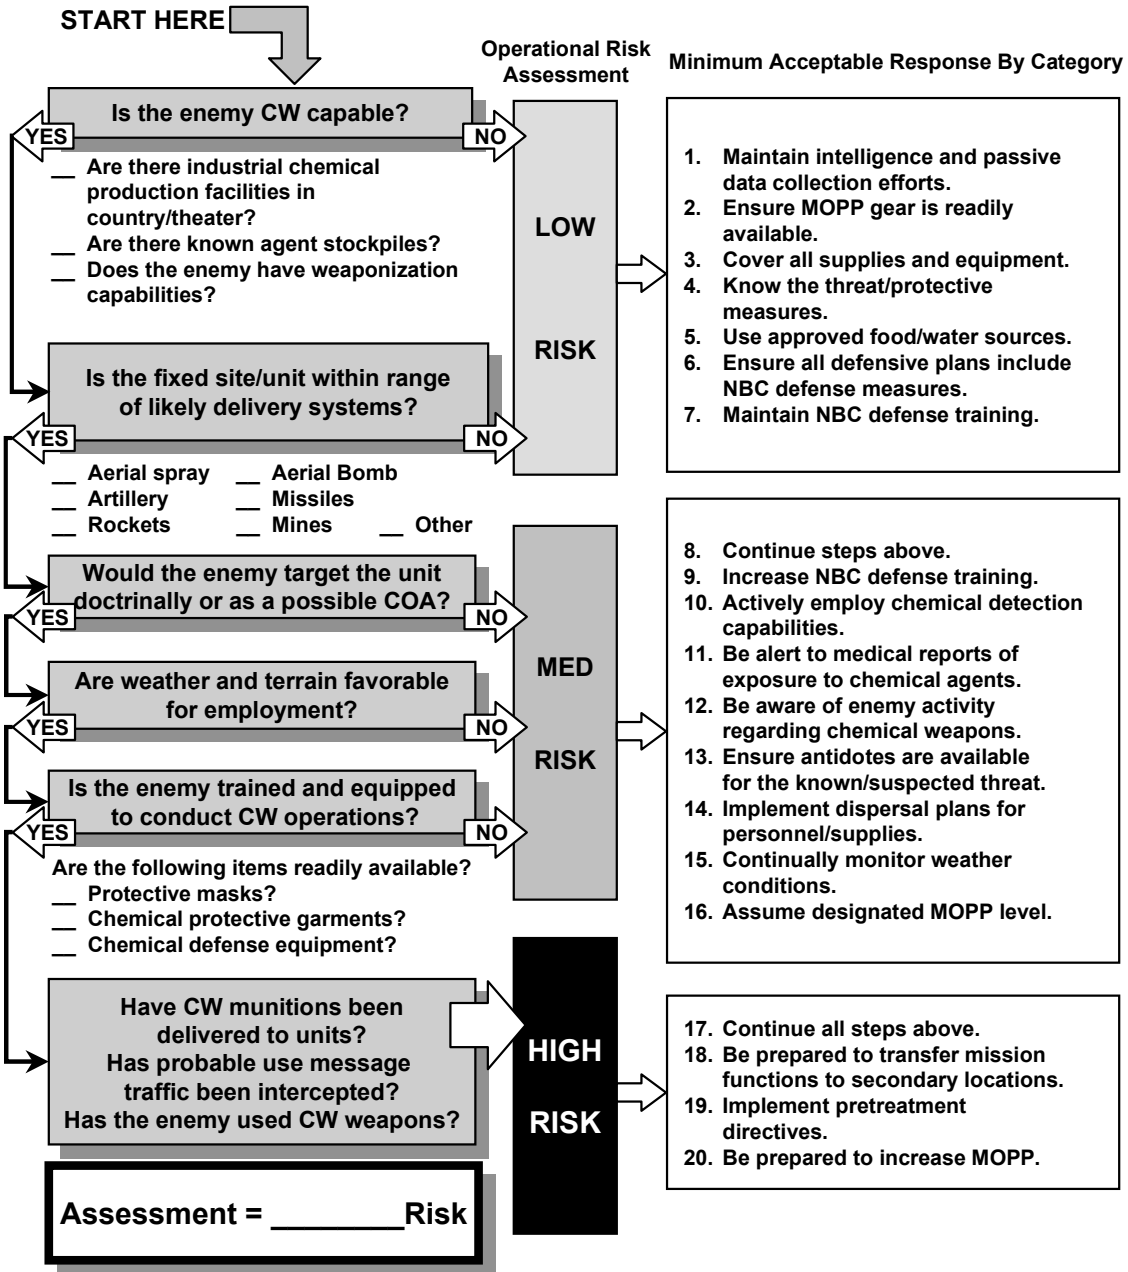 START HERE
Operational Risk
Assessment
Minimum Acceptable Response By Category
Is the enemy CW capable?
YES
NO
__ Are there industrial chemical
production facilities in
country/theater?
__ Are there known agent stockpiles?
__ Does the enemy have weaponization
capabilities?
Is the fixed site/unit within range
of likely delivery systems?
YES
NO
__ Aerial spray __ Aerial Bomb
__ Artillery __ Missiles
__ Rockets __ Mines __ Other
LOW
RISK
1. Maintain intelligence and passive
data collection efforts.
2. Ensure MOPP gear is readily
available.
3. Cover all supplies and equipment.
4. Know the threat/protective
measures.
5. Use approved food/water sources.
6. Ensure all defensive plans include
NBC defense measures.
7. Maintain NBC defense training.
Would the enemy target the unit
doctrinally or as a possible COA?
YES
NO
Are weather and terrain favorable
for employment?
YES
NO
Is the enemy trained and equipped
to conduct CW operations?
YES
NO
Are the following items readily available?
__ Protective masks?
__ Chemical protective garments?
__ Chemical defense equipment?
MED
RISK
8. Continue steps above.
9. Increase NBC defense training.
10. Actively employ chemical detection
capabilities.
11. Be alert to medical reports of
exposure to chemical agents.
12. Be aware of enemy activity
regarding chemical weapons.
13. Ensure antidotes are available
for the known/suspected threat.
14. Implement dispersal plans for
personnel/supplies.
15. Continually monitor weather
conditions.
16. Assume designated MOPP level.
Have CW munitions been
delivered to units?
Has probable use message
traffic been intercepted?
Has the enemy used CW weapons?
HIGH
RISK
17. Continue all steps above.
18. Be prepared to transfer mission
functions to secondary locations.
19. Implement pretreatment
directives.
20. Be prepared to increase MOPP.
Assessment = ________Risk